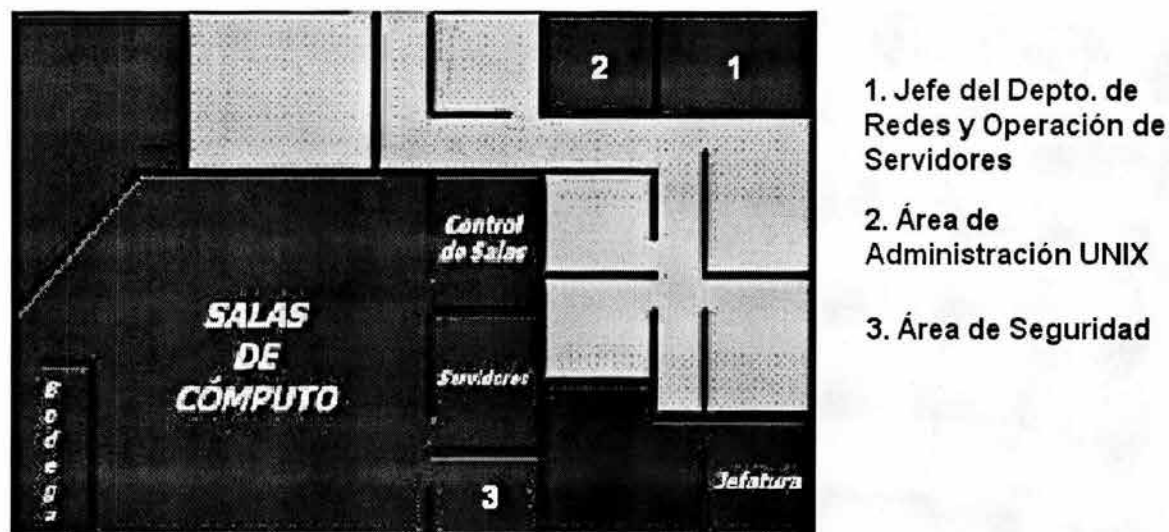 2
1
Control
de Salas
SALAS
DE
CÓMPUTO
Servidores
B
o
d
e
g
a
3
Jefatura
1. Jefe del Depto. de
Redes y Operación de
Servidores
2. Área de
Administración UNIX
3. Área de Seguridad